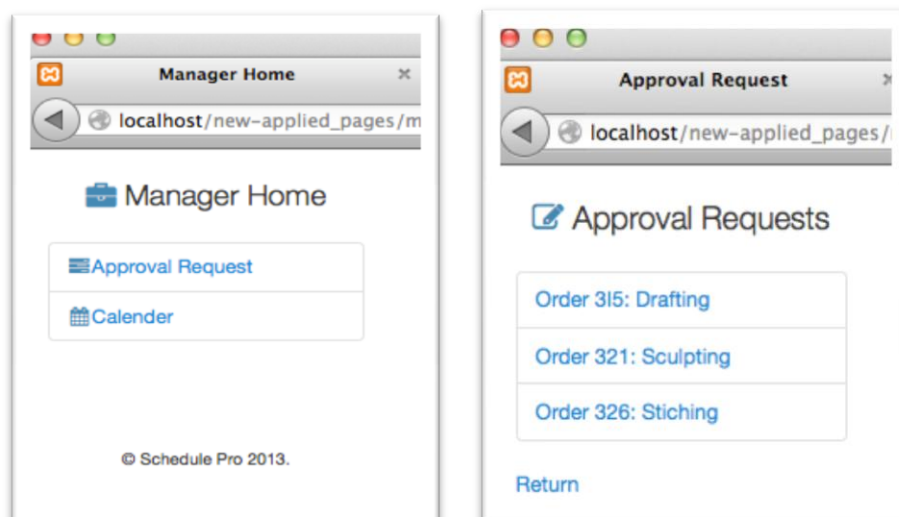 Manager Home
localhost/new-applied_pages/m
Manager Home
Approval Request
Calender
© Schedule Pro 2013.
Approval Request
localhost/new-applied_pages/
Approval Requests
Order 3I5: Drafting
Order 321: Sculpting
Order 326: Stiching
Return